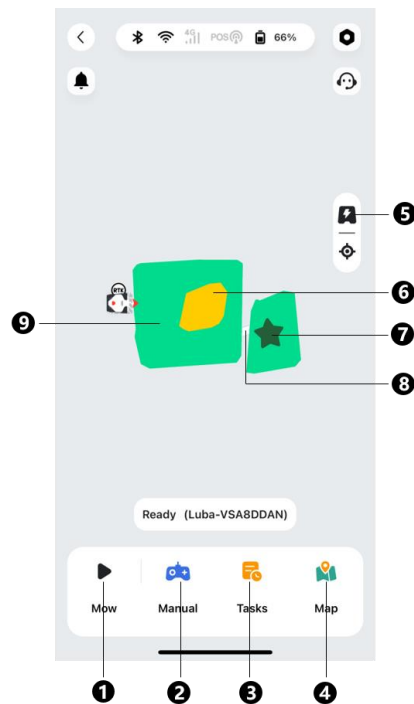 4G POS 66%
5
RTK
6
9
7
8
Ready (Luba-VSA8DDAN)
Mow Manual Tasks Map
1 2 3 4